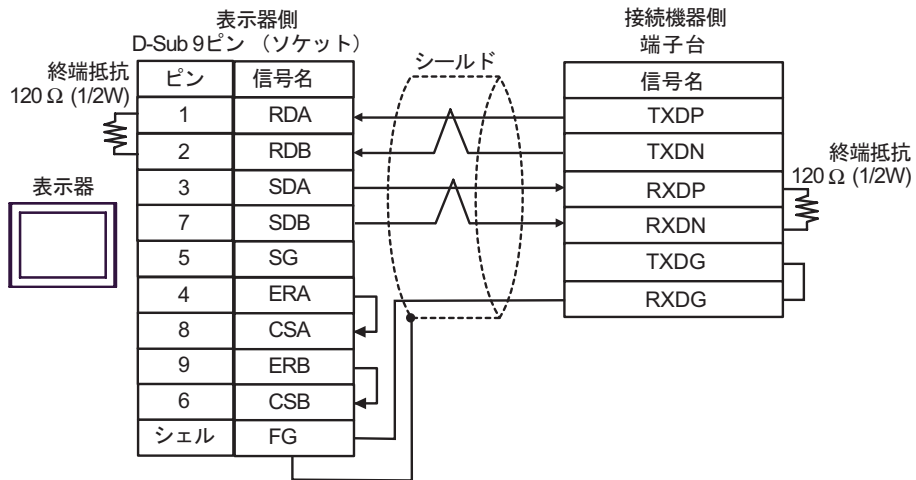 表示器側
D-Sub 9ピン （ソケット）
接続機器側
端子台
シールド
終端抵抗
120 Ω (1/2W)
ピン 信号名
1 RDA
2 RDB
3 SDA
7 SDB
5 SG
4 ERA
8 CSA
9 ERB
6 CSB
シェル FG
表示器
信号名
TXDP
TXDN
RXDP
RXDN
TXDG
RXDG
終端抵抗
120 Ω (1/2W)